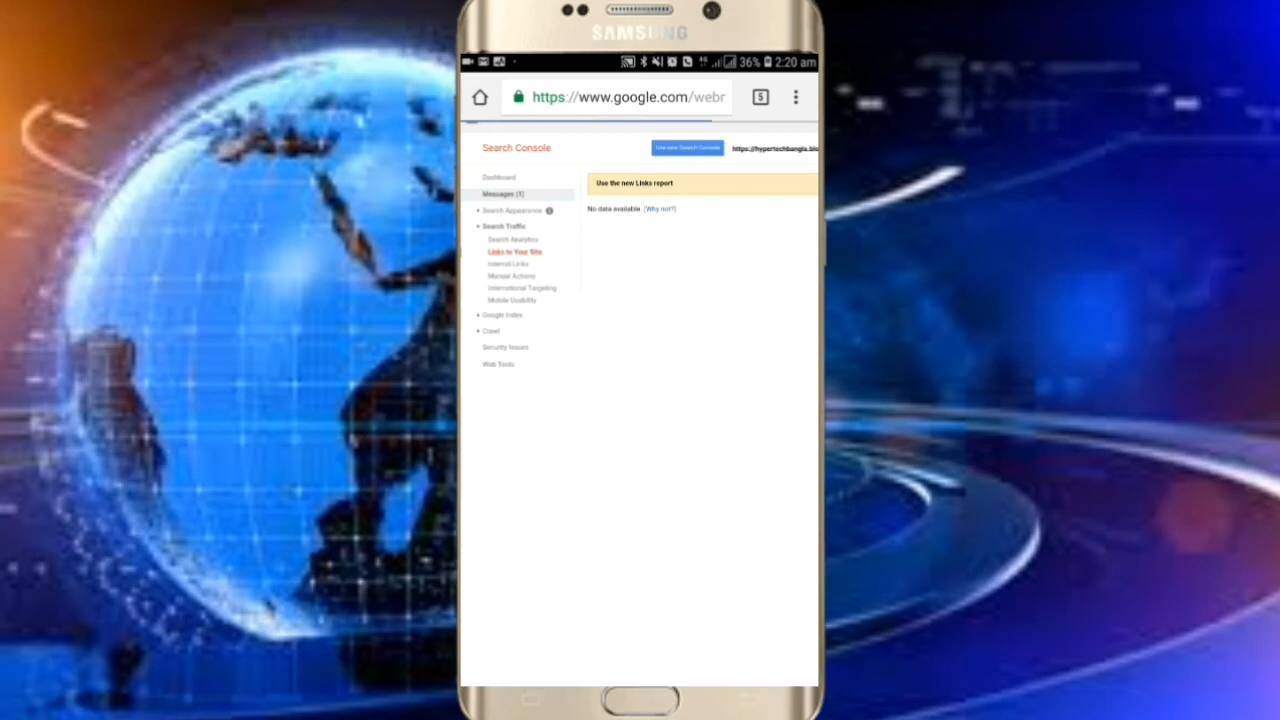 SAMSUNG
36% 2:20 am
https://www.google.com/webr
5
Search Console
Use new Search Console
https://hypertechbangla.blo
Dashboard
Messages (1)
Use the new Links report
Search Appearance i
No data available. (Why not?)
Search Traffic
Search Analytics
Links to Your Site
Internal Links
Manual Actions
International Targeting
Mobile Usability
Google Index
Crawl
Security Issues
Web Tools